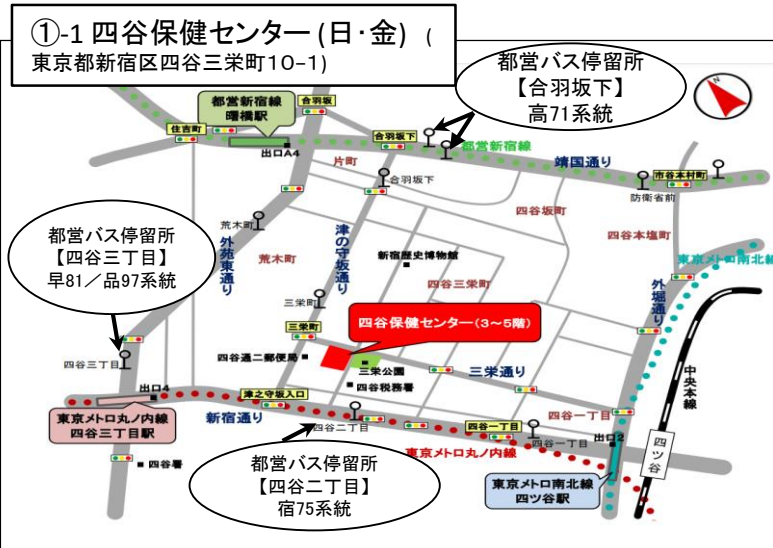 ①-1 四谷保健センター (日・金) (
東京都新宿区四谷三栄町10-1)
都営バス停留所
【合羽坂下】
高71系統
都営新宿線
曙橋駅
合羽坂
住吉町
出口A4
合羽坂下
都営新宿線
靖国通り
市谷本村町
防衛省前
片町
合羽坂下
四谷坂町
四谷本塩町
荒木町
都営バス停留所
【四谷三丁目】
早81/品97系統
外苑東通り
荒木町
津の守坂通り
新宿歴史博物館
四谷三栄町
外堀通り
東京メトロ南北線
三栄町
三栄町
四谷保健センター(3～5階)
四谷通二郵便局
三栄公園
四谷税務署
三栄通り
中央本線
四谷三丁目
出口4
東京メトロ丸ノ内線
四谷三丁目駅
津之守坂入口
新宿通り
四谷二丁目
四谷一丁目
四谷一丁目
四谷一丁目
出口2
四ツ谷
東京メトロ丸ノ内線
四谷署
都営バス停留所
【四谷二丁目】
宿75系統
東京メトロ南北線
四ツ谷駅